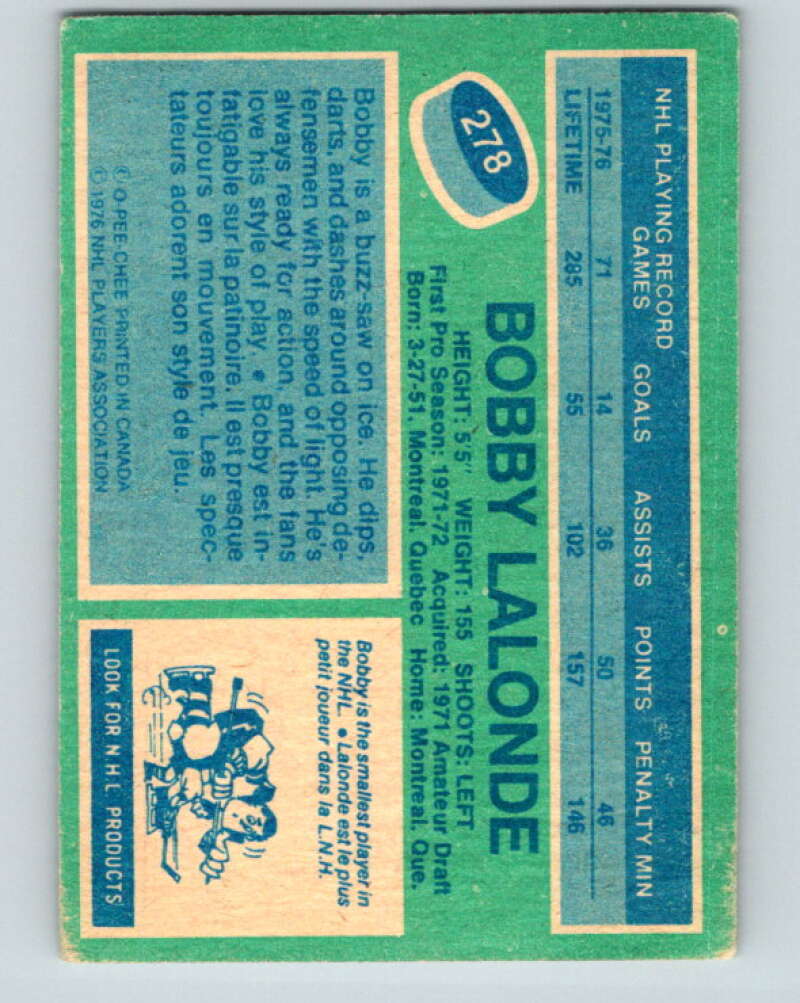 NHL PLAYING RECORD
GAMES GOALS ASSISTS POINTS PENALTY MIN
1975-76 71 14 36 50 46
LIFETIME 285 55 102 157 146
278
BOBBY LALONDE
HEIGHT: 5'5" WEIGHT: 155 SHOOTS: LEFT
First Pro Season: 1971-72 Acquired: 1971 Amateur Draft
Born: 3-27-51. Montreal. Quebec Home: Montreal. Que.
Bobby is a buzz-saw on ice. He dips,
darts, and dashes around opposing de-
fensemen with the speed of light. He's
always ready for action, and the fans
love his style of play. • Bobby est in-
fatigable sur la patinoire, il est presque
toujours en mouvement. Les spec-
tateurs adorent son style de jeu.
© O-PEE-CHEE PRINTED IN CANADA
© 1976 NHL PLAYERS ASSOCIATION
Bobby is the smallest player in
the NHL. • Lalonde est le plus
petit joueur dans la L.N.H.
LOOK FOR N.H.L PRODUCTS